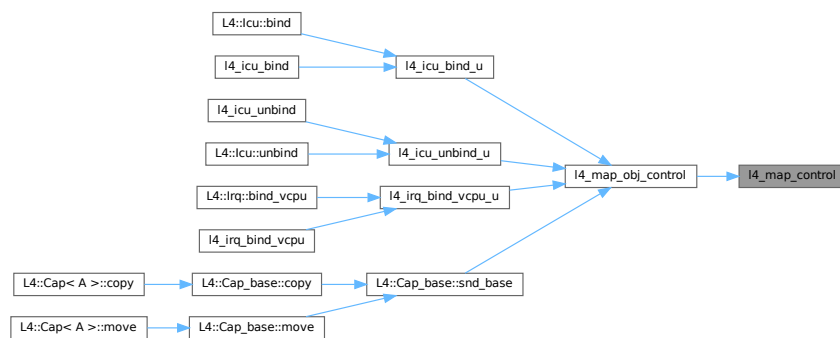 L4::Icu::bind
l4_icu_bind
l4_icu_bind_u
l4_icu_unbind
L4::Icu::unbind
l4_icu_unbind_u
l4_map_obj_control
l4_map_control
L4::Irq::bind_vcpu
l4_irq_bind_vcpu_u
l4_irq_bind_vcpu
L4::Cap< A >::copy
L4::Cap_base::copy
L4::Cap_base::snd_base
L4::Cap< A >::move
L4::Cap_base::move